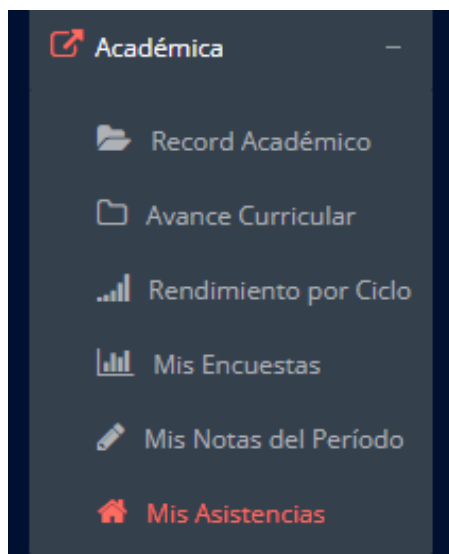 Académica
Record Académico
Avance Curricular
Rendimiento por Ciclo
Mis Encuestas
Mis Notas del Período
Mis Asistencias